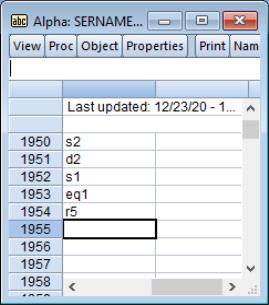 abc Alpha: SERNAME...
View Proc Object Properties Print Nam
Last updated: 12/23/20 - 1...
1950 s2
1951 d2
1952 s1
1953 eq1
1954 r5
1955
1956
1957
1958